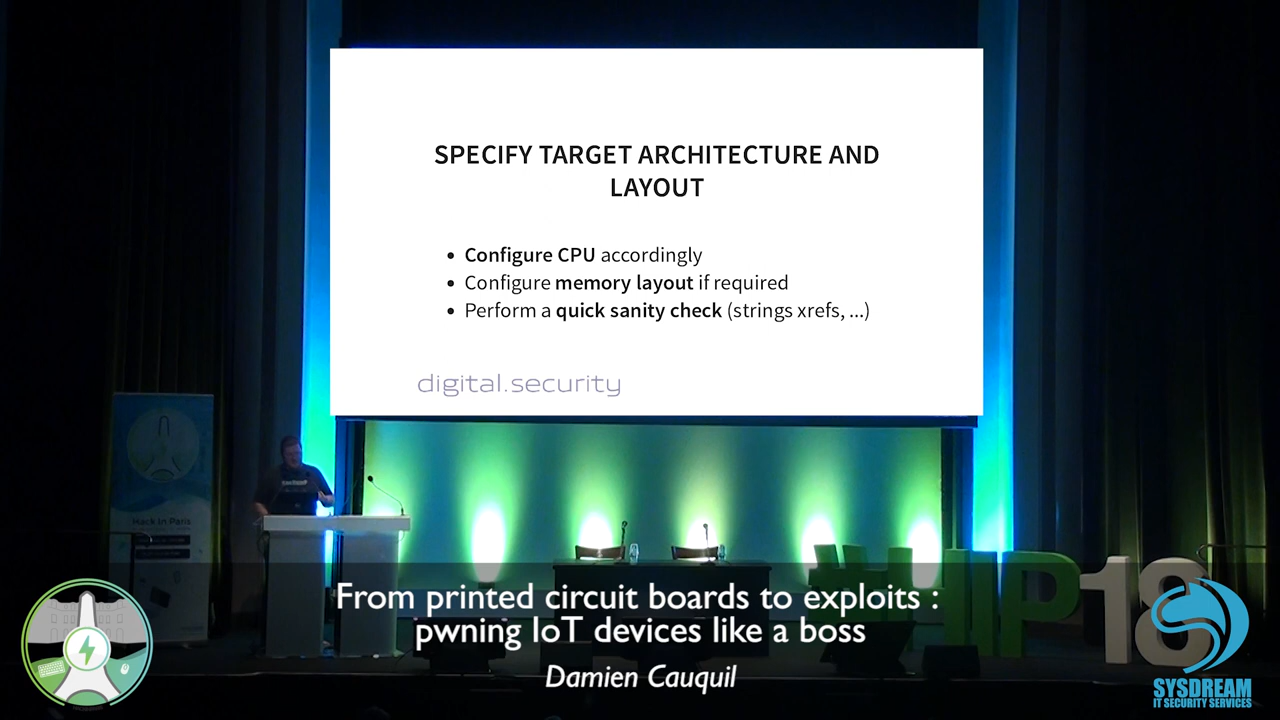 SPECIFY TARGET ARCHITECTURE AND
LAYOUT
• Configure CPU accordingly
• Configure memory layout if required
• Perform a quick sanity check (strings xrefs, ...)
digital.security
Hack In Paris
#HIP18
From printed circuit boards to exploits :
pwning IoT devices like a boss
Damien Cauquil
SYSDREAM
IT SECURITY SERVICES